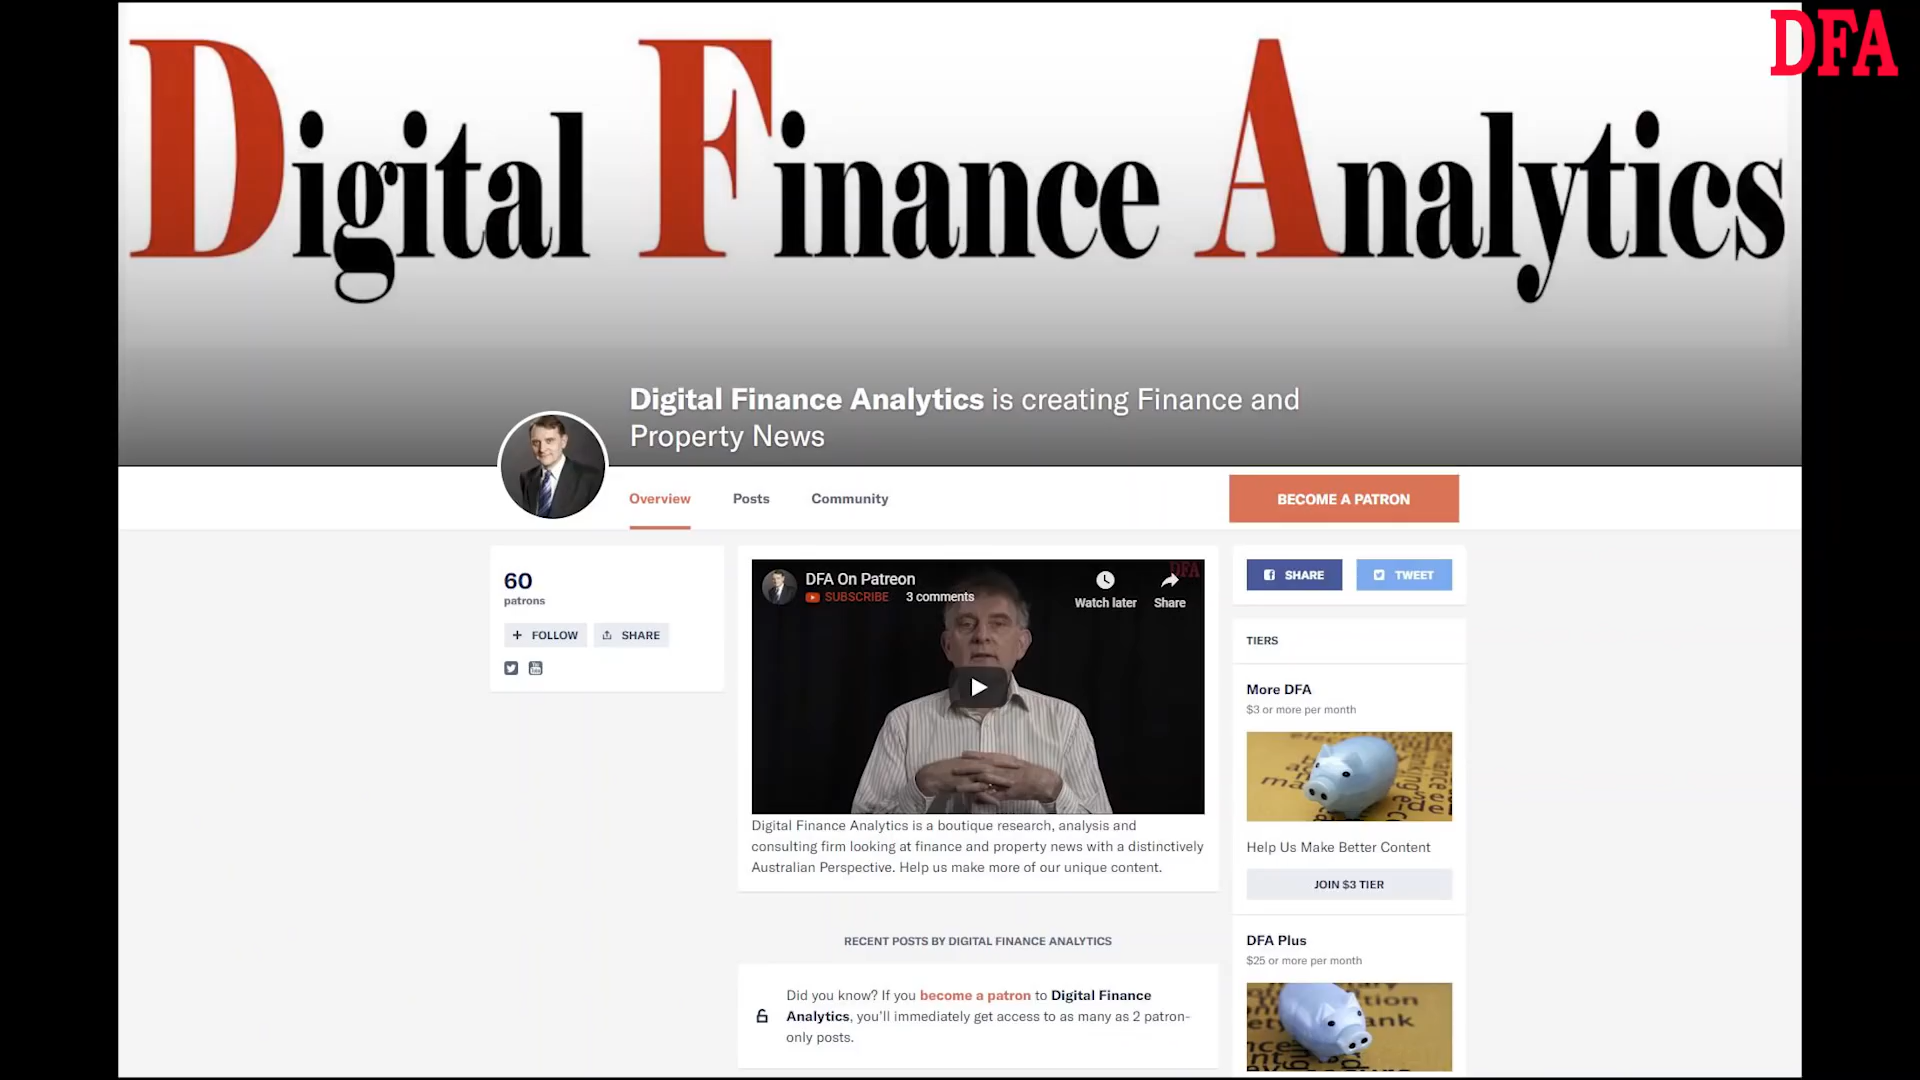 DFA
Digital Finance Analytics
Digital Finance Analytics is creating Finance and
Property News
Overview
Posts
Community
BECOME A PATRON
60
patrons
+ FOLLOW
SHARE
DFA On Patreon
SUBSCRIBE
3 comments
Watch later
Share
DFA
Digital Finance Analytics is a boutique research, analysis and
consulting firm looking at finance and property news with a distinctively
Australian Perspective. Help us make more of our unique content.
RECENT POSTS BY DIGITAL FINANCE ANALYTICS
Did you know? If you become a patron to Digital Finance
Analytics, you'll immediately get access to as many as 2 patron-
only posts.
SHARE
TWEET
TIERS
More DFA
$3 or more per month
Help Us Make Better Content
JOIN $3 TIER
DFA Plus
$25 or more per month